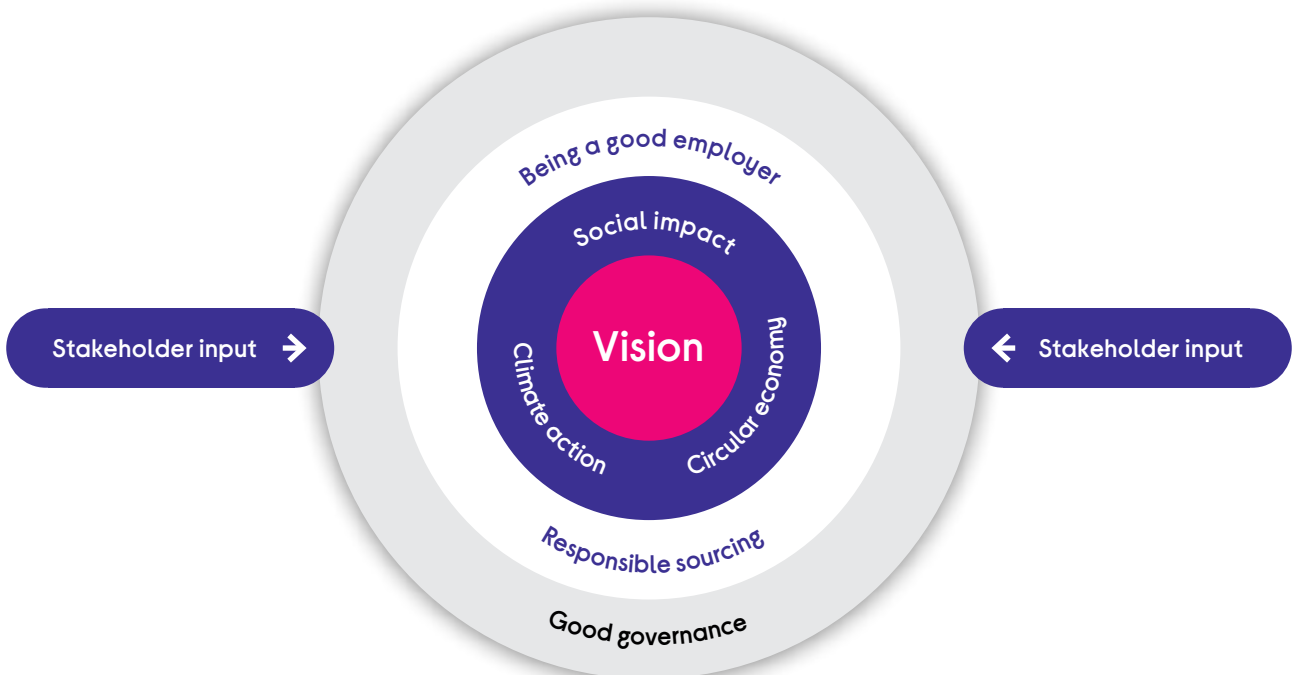 Being a good employer
Social impact
Stakeholder input
Vision
Stakeholder input
Climate action
Circular economy
Responsible sourcing
Good governance